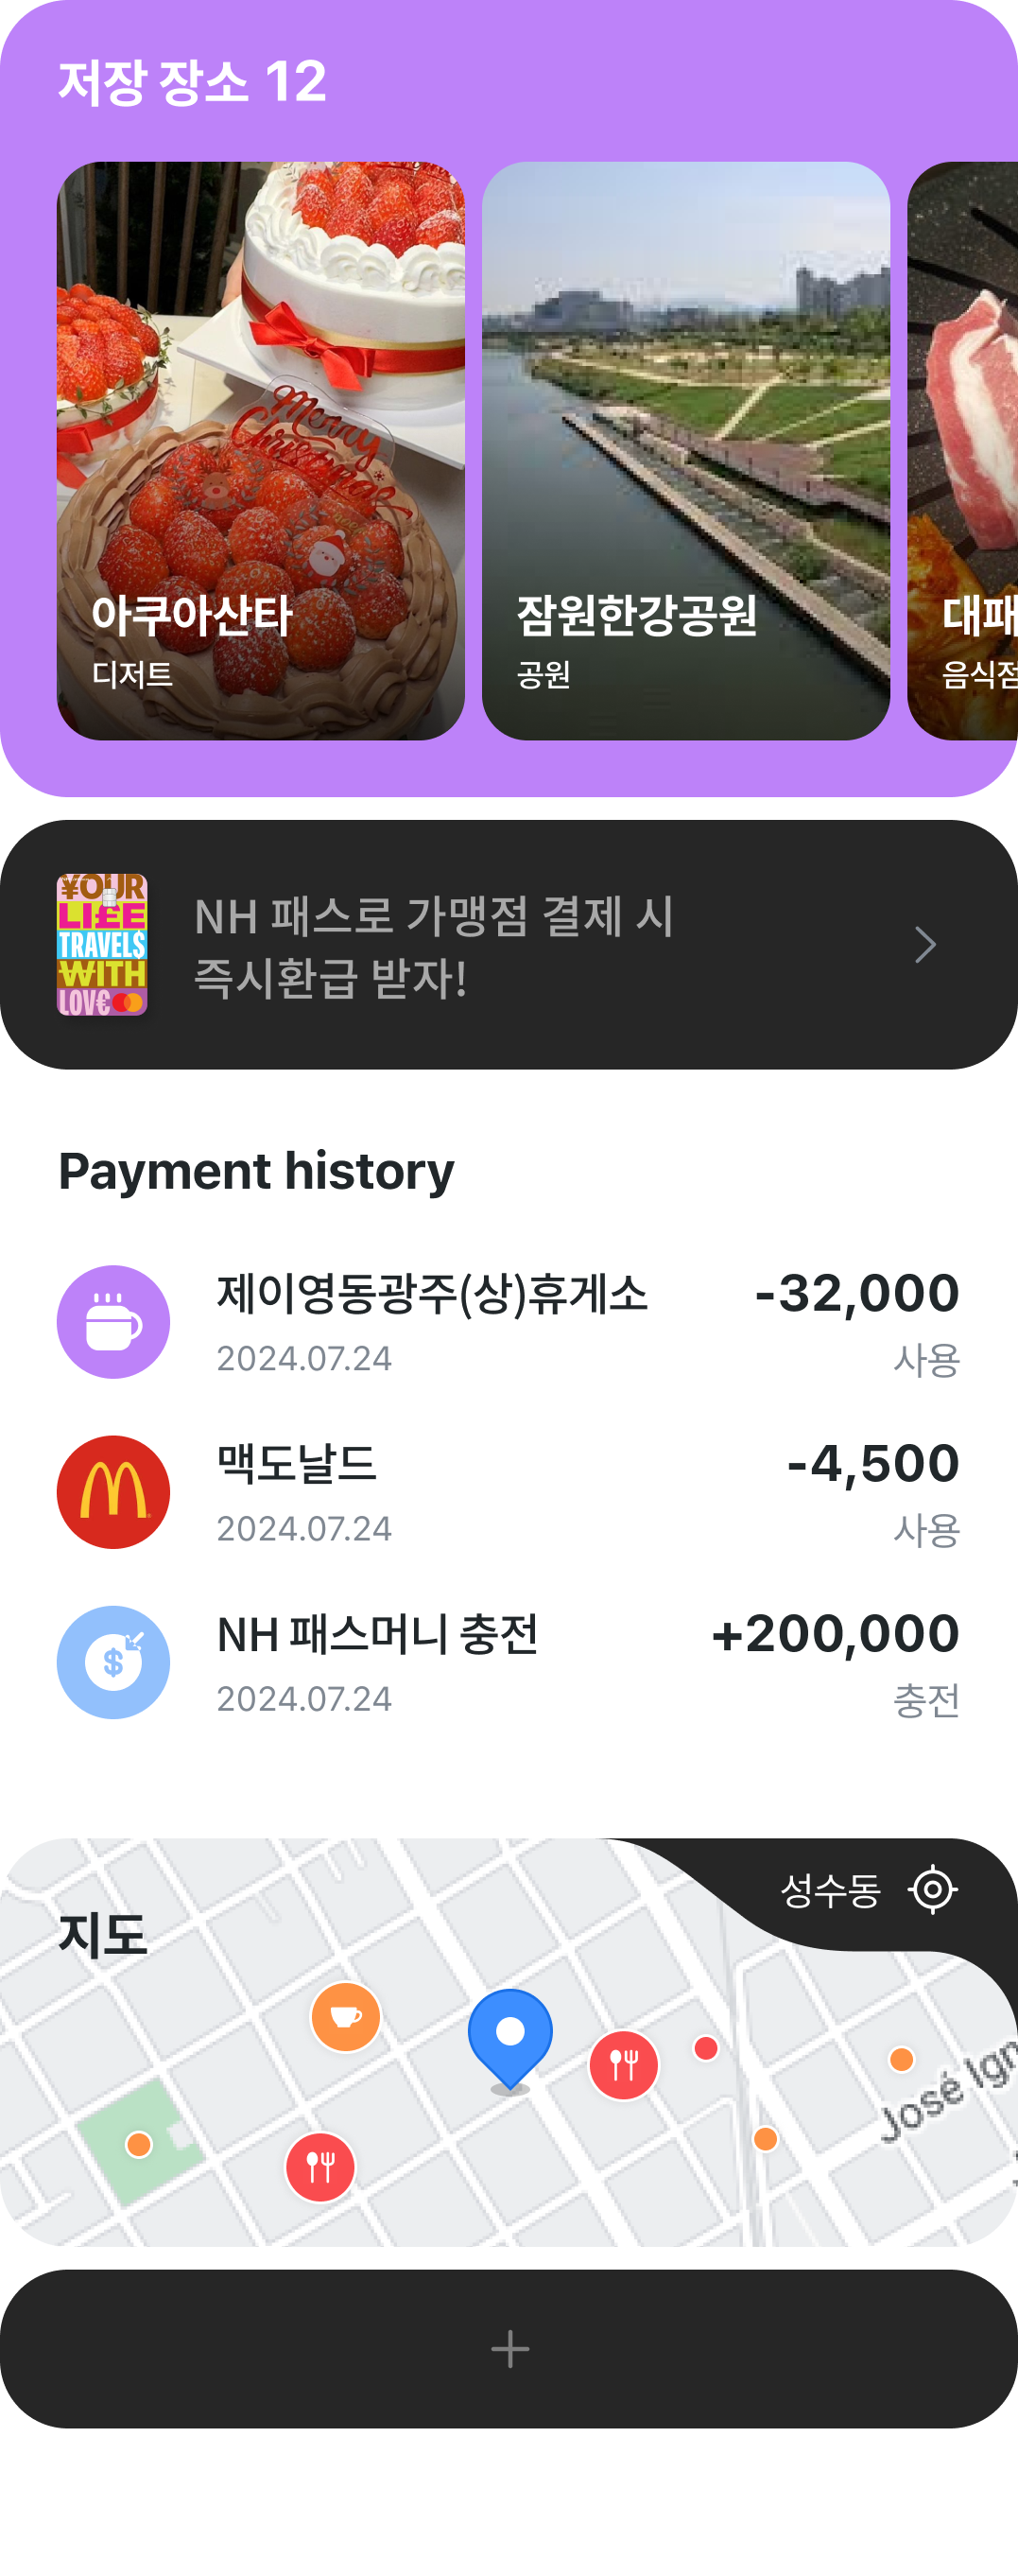 저장 장소 12
Merry
Christmas
아쿠아산타
디저트
잠원한강공원
공원
대패
음식점
¥OUR
LI££
TRAVEL$
WITH
LOV€
NH 패스로 가맹점 결제 시
즉시환급 받자!
Payment history
제이영동광주(상)휴게소
-32,000
2024.07.24
사용
맥도날드
-4,500
2024.07.24
사용
NH 패스머니 충전
+200,000
2024.07.24
충전
성수동
지도
José Ign